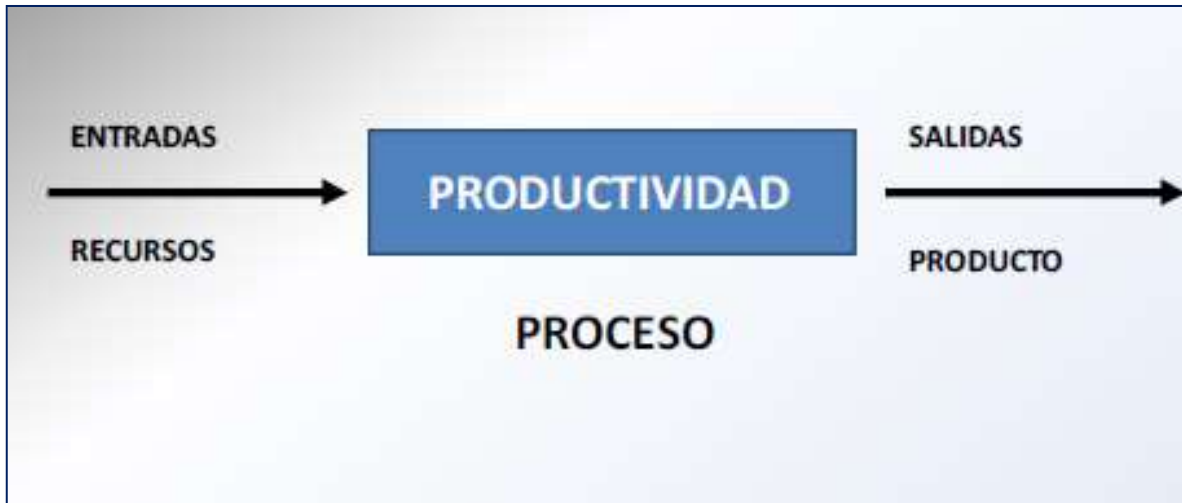 ENTRADAS
RECURSOS
PRODUCTIVIDAD
PROCESO
SALIDAS
PRODUCTO